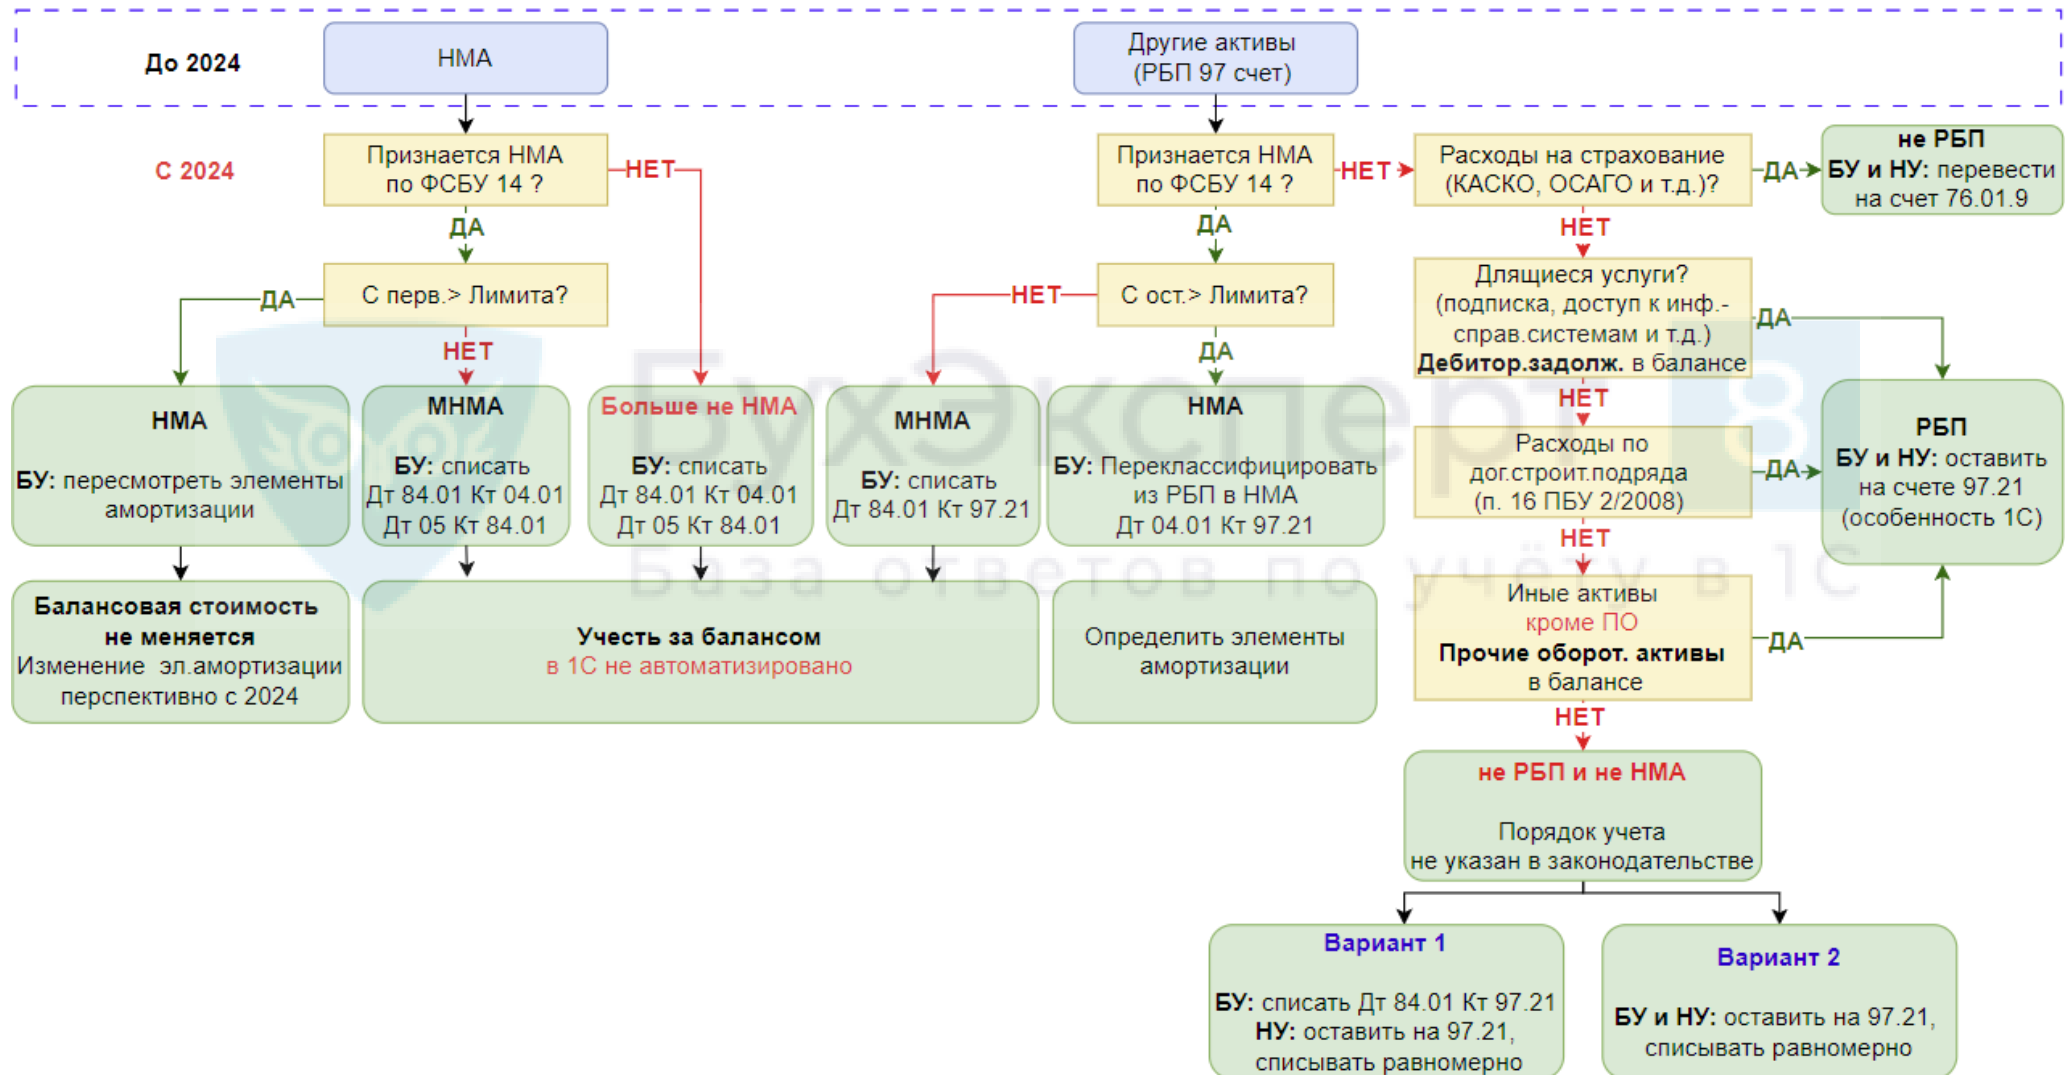 До 2024
НМА
Другие активы
(РБП 97 счет)
С 2024
Признается НМА
по ФСБУ 14 ?
НЕТ
Признается НМА
по ФСБУ 14 ?
НЕТ
Расходы на страхование
(КАСКО, ОСАГО и т.д.)?
ДА
не РБП
БУ и НУ: перевести
на счет 76.01.9
ДА
ДА
НЕТ
ДА
С перв.> Лимита?
НЕТ
С ост.> Лимита?
Длящиеся услуги?
(подписка, доступ к инф.-
справ.системам и т.д.)
Дебитор.задолж. в балансе
ДА
НЕТ
ДА
НЕТ
НМА
БУ: пересмотреть элементы
амортизации
МНМА
БУ: списать
Дт 84.01 Кт 04.01
Дт 05 Кт 84.01
Больше не НМА
БУ: списать
Дт 84.01 Кт 04.01
Дт 05 Кт 84.01
МНМА
БУ: списать
Дт 84.01 Кт 97.21
НМА
БУ: Переклассифицировать
из РБП в НМА
Дт 04.01 Кт 97.21
Расходы по
дог.строит.подряда
(п. 16 ПБУ 2/2008)
ДА
РБП
БУ и НУ: оставить
на счете 97.21
(особенность 1С)
НЕТ
БухЭксперт 8
База ответов по учёту в 1С
Балансовая стоимость
не меняется
Изменение эл.амортизации
перспективно с 2024
Учесть за балансом
в 1С не автоматизировано
Определить элементы
амортизации
Иные активы
кроме ПО
Прочие оборот. активы
в балансе
ДА
НЕТ
не РБП и не НМА
Порядок учета
не указан в законодательстве
Вариант 1
БУ: списать Дт 84.01 Кт 97.21
НУ: оставить на 97.21,
списывать равномерно
Вариант 2
БУ и НУ: оставить на 97.21,
списывать равномерно